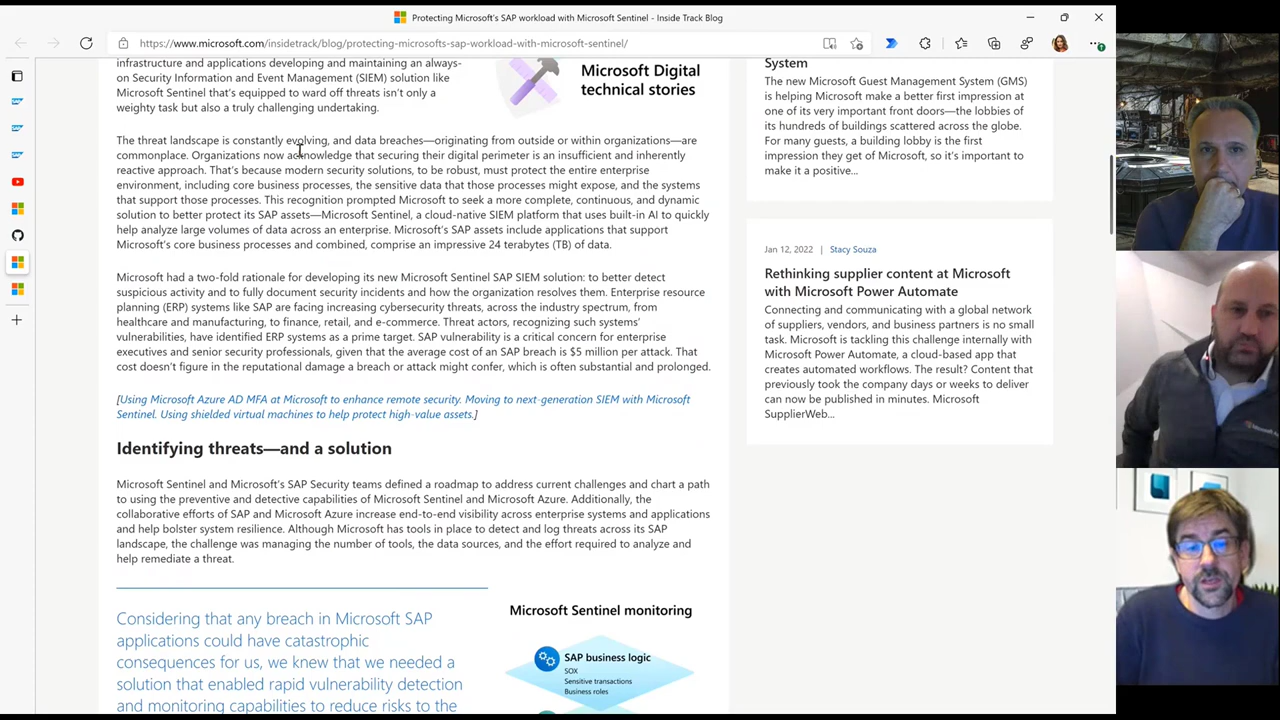 Protecting Microsoft's SAP workload with Microsoft Sentinel - Inside Track Blog
https://www.microsoft.com/insidetrack/blog/protecting-microsofts-sap-workload-with-microsoft-sentinel/
infrastructure and applications developing and maintaining an always-
on Security Information and Event Management (SIEM) solution like
Microsoft Sentinel that's equipped to ward off threats isn't only a
weighty task but also a truly challenging undertaking.
Microsoft Digital
technical stories
The threat landscape is constantly evolving, and data breaches—originating from outside or within organizations—are
commonplace. Organizations now acknowledge that securing their digital perimeter is an insufficient and inherently
reactive approach. That's because modern security solutions, to be robust, must protect the entire enterprise
environment, including core business processes, the sensitive data that those processes might expose, and the systems
that support those processes. This recognition prompted Microsoft to seek a more complete, continuous, and dynamic
solution to better protect its SAP assets—Microsoft Sentinel, a cloud-native SIEM platform that uses built-in AI to quickly
help analyze large volumes of data across an enterprise. Microsoft's SAP assets include applications that support
Microsoft's core business processes and combined, comprise an impressive 24 terabytes (TB) of data.
Microsoft had a two-fold rationale for developing its new Microsoft Sentinel SAP SIEM solution: to better detect
suspicious activity and to fully document security incidents and how the organization resolves them. Enterprise resource
planning (ERP) systems like SAP are facing increasing cybersecurity threats, across the industry spectrum, from
healthcare and manufacturing, to finance, retail, and e-commerce. Threat actors, recognizing such systems'
vulnerabilities, have identified ERP systems as a prime target. SAP vulnerability is a critical concern for enterprise
executives and senior security professionals, given that the average cost of an SAP breach is $5 million per attack. That
cost doesn't figure in the reputational damage a breach or attack might confer, which is often substantial and prolonged.
[Using Microsoft Azure AD MFA at Microsoft to enhance remote security. Moving to next-generation SIEM with Microsoft
Sentinel. Using shielded virtual machines to help protect high-value assets.]
Identifying threats—and a solution
Microsoft Sentinel and Microsoft's SAP Security teams defined a roadmap to address current challenges and chart a path
to using the preventive and detective capabilities of Microsoft Sentinel and Microsoft Azure. Additionally, the
collaborative efforts of SAP and Microsoft Azure increase end-to-end visibility across enterprise systems and applications
and help bolster system resilience. Although Microsoft has tools in place to detect and log threats across its SAP
landscape, the challenge was managing the number of tools, the data sources, and the effort required to analyze and
help remediate a threat.
Considering that any breach in Microsoft SAP
applications could have catastrophic
consequences for us, we knew that we needed a
solution that enabled rapid vulnerability detection
and monitoring capabilities to reduce risks to the
Microsoft Sentinel monitoring
SAP business logic
SOX
Sensitive transactions
Business roles
System
The new Microsoft Guest Management System (GMS)
is helping Microsoft make a better first impression at
one of its very important front doors—the lobbies of
its hundreds of buildings scattered across the globe.
For many guests, a building lobby is the first
impression they get of Microsoft, so it's important to
make it a positive...
Jan 12, 2022 | Stacy Souza
Rethinking supplier content at Microsoft
with Microsoft Power Automate
Connecting and communicating with a global network
of suppliers, vendors, and business partners is no small
task. Microsoft is tackling this challenge internally with
Microsoft Power Automate, a cloud-based app that
creates automated workflows. The result? Content that
previously took the company days or weeks to deliver
can now be published in minutes. Microsoft
SupplierWeb...